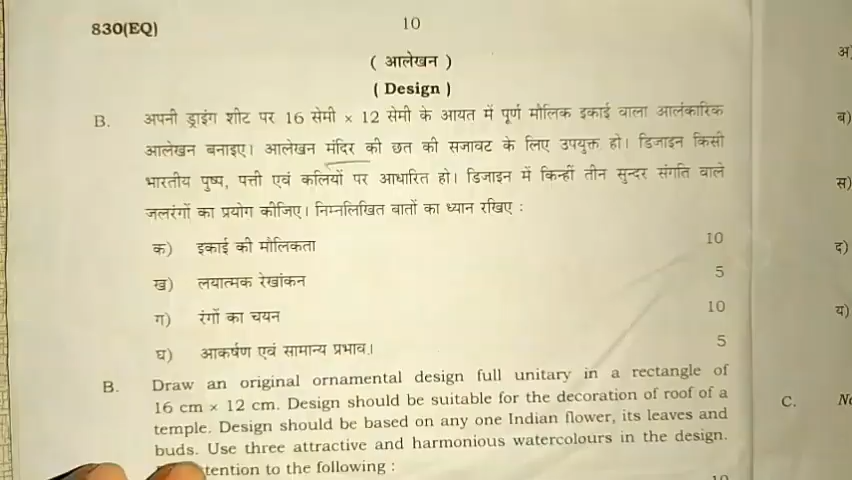 830(EQ)
10
( आलेखन )
( Design )
B. अपनी ड्राइंग शीट पर 16 सेमी × 12 सेमी के आयत में पूर्ण मौलिक इकाई वाला आलंकारिक
आलेखन बनाइए। आलेखन मंदिर की छत की सजावट के लिए उपयुक्त हो। डिजाइन किसी
भारतीय पुष्प, पत्ती एवं कलियों पर आधारित हो। डिजाइन में किन्हीं तीन सुन्दर संगति वाले
जलरंगों का प्रयोग कीजिए। निम्नलिखित बातों का ध्यान रखिए :
क) इकाई की मौलिकता 10
ख) लयात्मक रेखांकन 5
ग) रंगों का चयन 10
घ) आकर्षण एवं सामान्य प्रभाव। 5
B. Draw an original ornamental design full unitary in a rectangle of
16 cm × 12 cm. Design should be suitable for the decoration of roof of a
temple. Design should be based on any one Indian flower, its leaves and
buds. Use three attractive and harmonious watercolours in the design.
to the following :
10
ब)
स)
द)
य)
C.